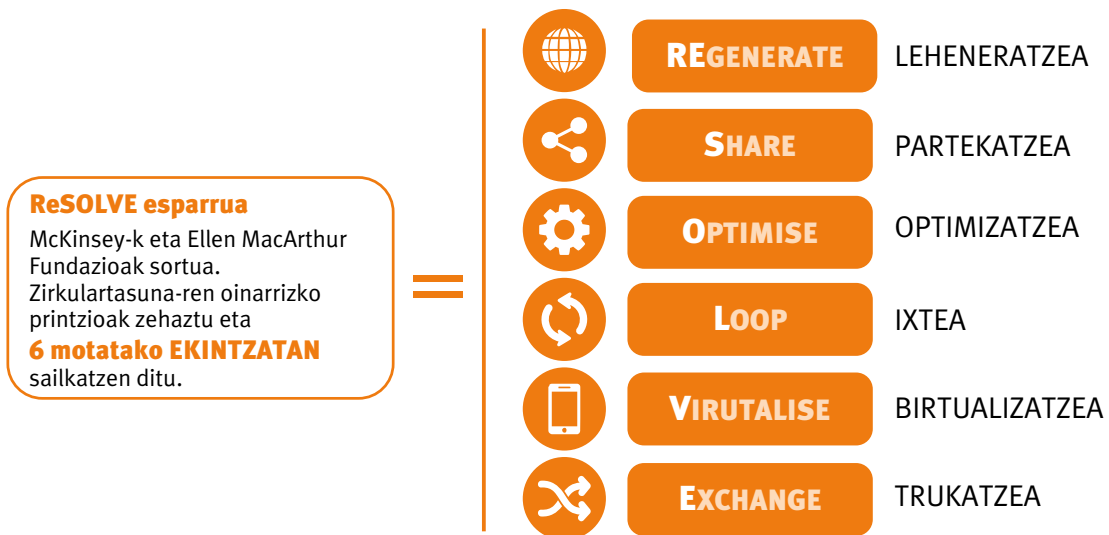 ReSOLVE esparrua
McKinsey-k eta Ellen MacArthur
Fundazioak sortua.
Zirkulartasuna-ren oinarrizko
printzioak zehaztu eta
6 motatako EKINTZATAN
sailkatzen ditu.
=
REGENERATE LEHENERATZEA
SHARE PARTEKATZEA
OPTIMISE OPTIMIZATZEA
LOOP IXTEA
VIRUTALISE BIRTUALIZATZEA
EXCHANGE TRUKATZEA